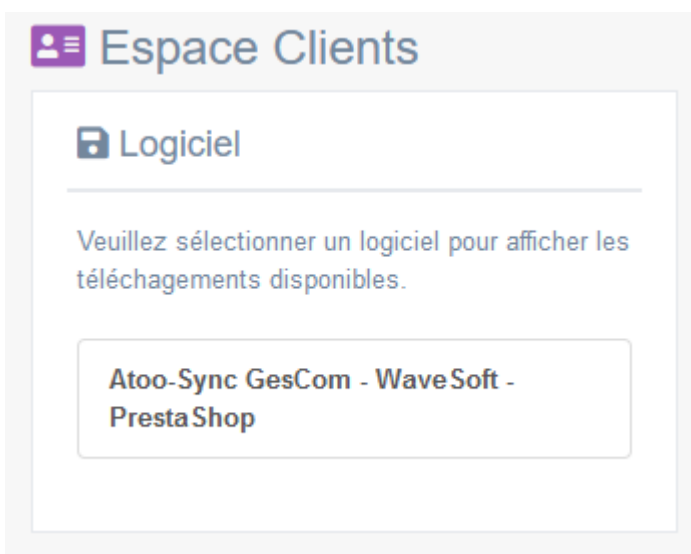 Espace Clients
Logiciel
Veuillez sélectionner un logiciel pour afficher les
téléchagements disponibles.
Atoo-Sync GesCom - WaveSoft -
PrestaShop